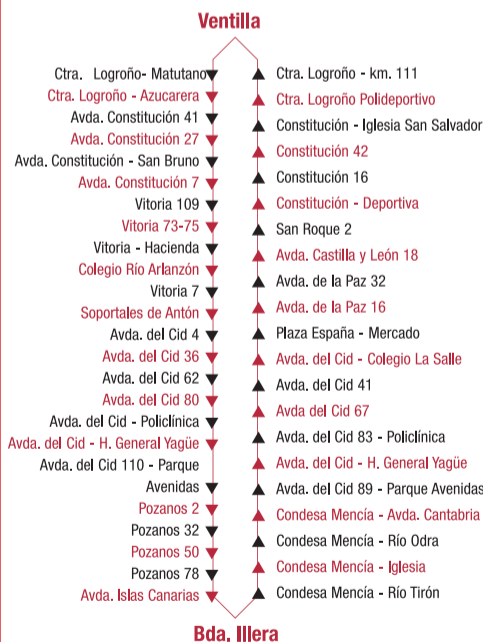 Ventilla
Ctra. Logroño- Matutano
Ctra. Logroño - Azucarera
Avda. Constitución 41
Avda. Constitución 27
Avda. Constitución - San Bruno
Avda. Constitución 7
Vitoria 109
Vitoria 73-75
Vitoria - Hacienda
Colegio Río Arlanzón
Vitoria 7
Soportales de Antón
Avda. del Cid 4
Avda. del Cid 36
Avda. del Cid 62
Avda. del Cid 80
Avda. del Cid - Policlínica
Avda. del Cid - H. General Yagüe
Avda. del Cid 110 - Parque
Avenidas
Pozanos 2
Pozanos 32
Pozanos 50
Pozanos 78
Avda. Islas Canarias
Ctra. Logroño - km. 111
Ctra. Logroño Polideportivo
Constitución - Iglesia San Salvador
Constitución 42
Constitución 16
Constitución - Deportiva
San Roque 2
Avda. Castilla y León 18
Avda. de la Paz 32
Avda. de la Paz 16
Plaza España - Mercado
Avda. del Cid - Colegio La Salle
Avda. del Cid 41
Avda del Cid 67
Avda. del Cid 83 - Policlínica
Avda. del Cid - H. General Yagüe
Avda. del Cid 89 - Parque Avenidas
Condesa Mencía - Avda. Cantabria
Condesa Mencía - Río Odra
Condesa Mencía - Iglesia
Condesa Mencía - Río Tirón
Bda. Illera